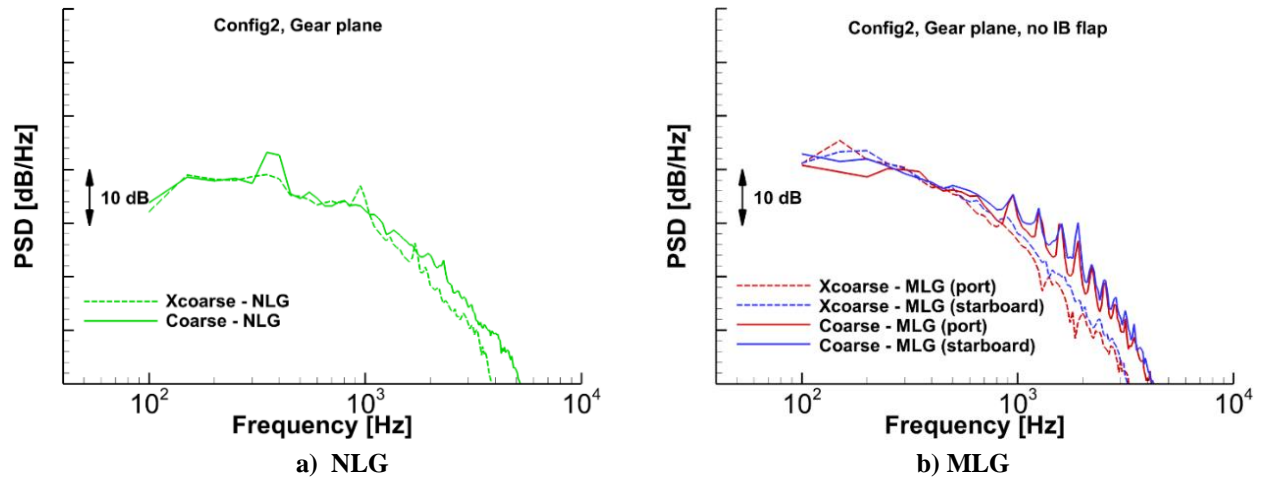 Config2, Gear plane
PSD [dB/Hz]
10 dB
Xcoarse - NLG
Coarse - NLG
10²
10³
10⁴
Frequency [Hz]
a) NLG
Config2, Gear plane, no IB flap
PSD [dB/Hz]
10 dB
Xcoarse - MLG (port)
Xcoarse - MLG (starboard)
Coarse - MLG (port)
Coarse - MLG (starboard)
10²
10³
10⁴
Frequency [Hz]
b) MLG